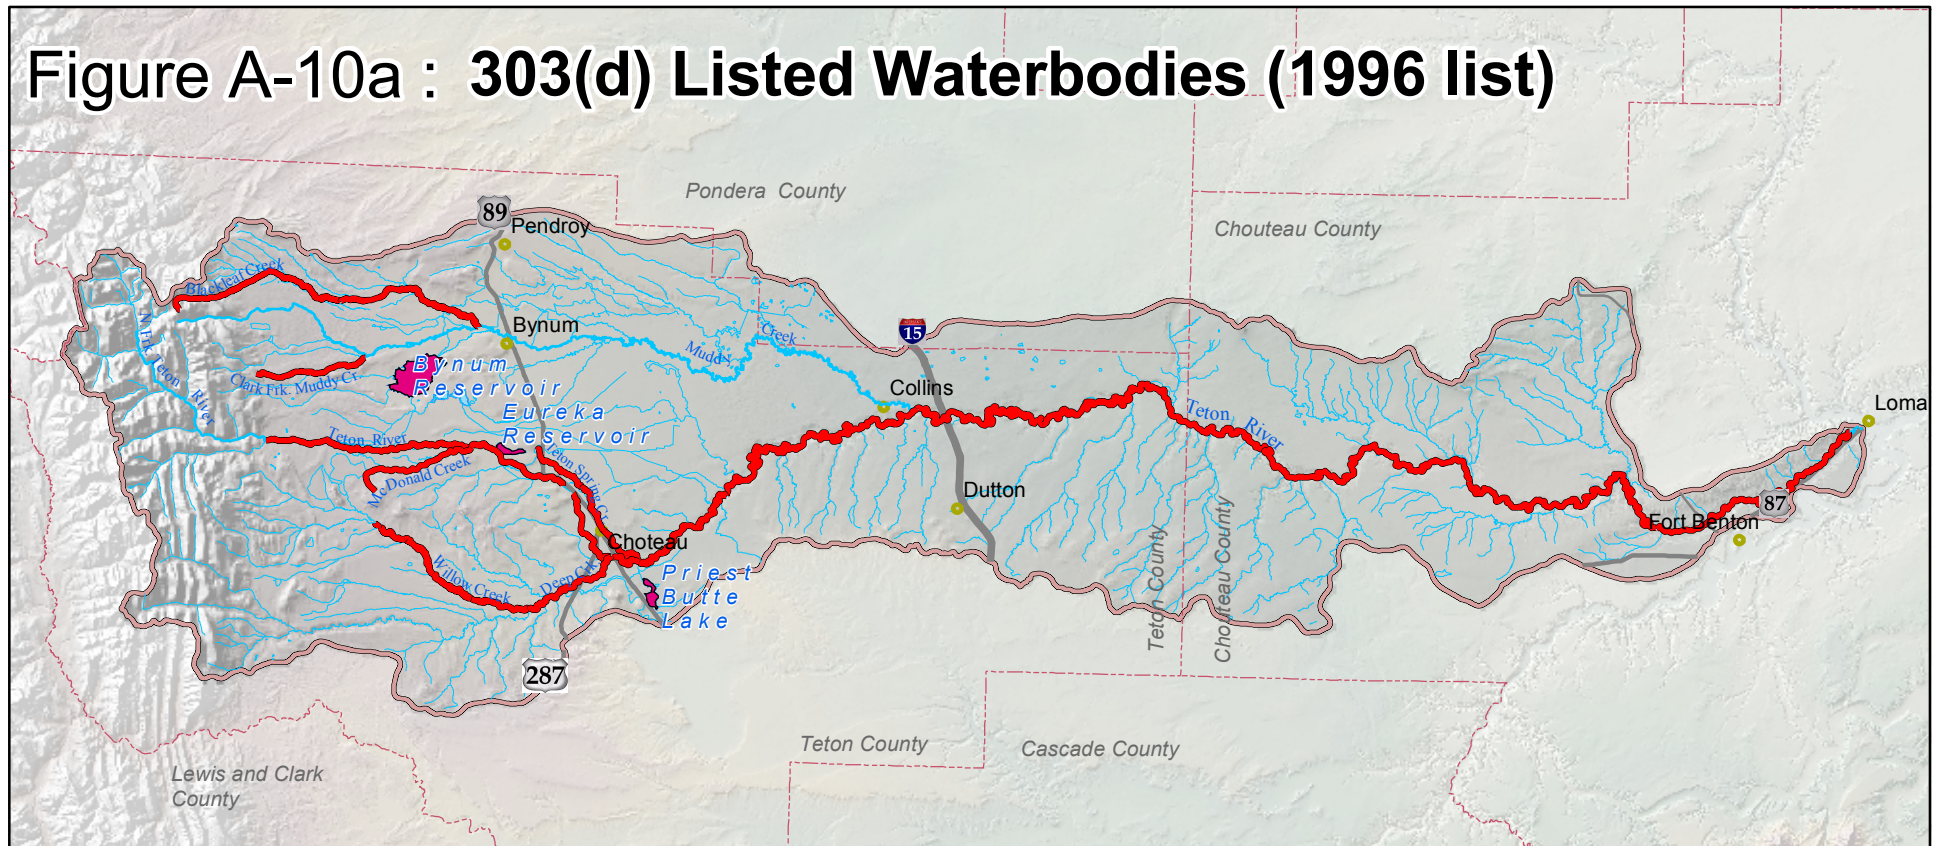 Figure A-10a : 303(d) Listed Waterbodies (1996 list)
Pondera County
Chouteau County
89
Pendroy
Blackleaf Creek
N. Frk. Teton River
Bynum
Muddy Creek
15
Bynum
Reservoir
Clark Frk. Muddy Cr.
Eureka
Reservoir
Collins
Loma
Teton River
Teton River
McDonald Creek
Teton Spring Cr.
Dutton
87
Fort Benton
Choteau
Willow Creek
Deep Crk
Priest
Butte
Lake
Teton County
Chouteau County
287
Teton County
Cascade County
Lewis and Clark
County